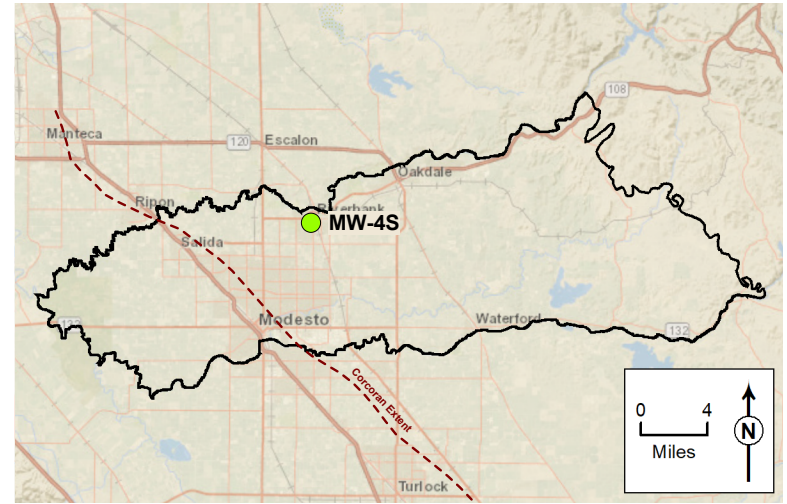 108
Manteca
120
Escalon
Oakdale
Ripon
Riverbank
MW-4S
Salida
132
Modesto
Waterford
132
Corcoran Extent
Turlock
0 4
Miles
N